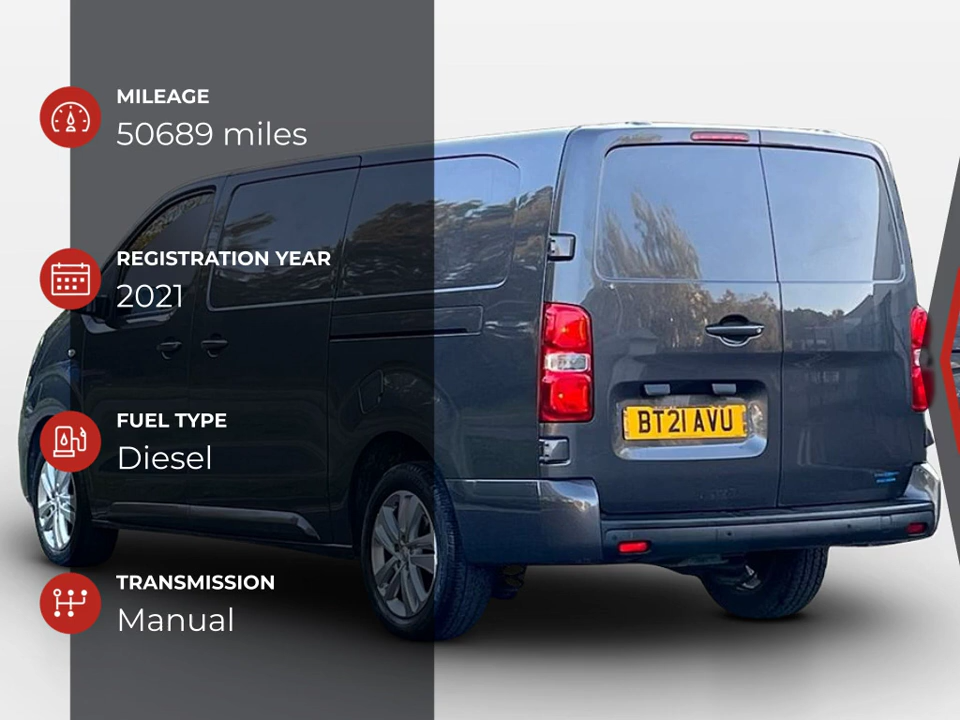 MILEAGE
50689 miles
REGISTRATION YEAR
2021
FUEL TYPE
Diesel
TRANSMISSION
Manual
BT21 AVU